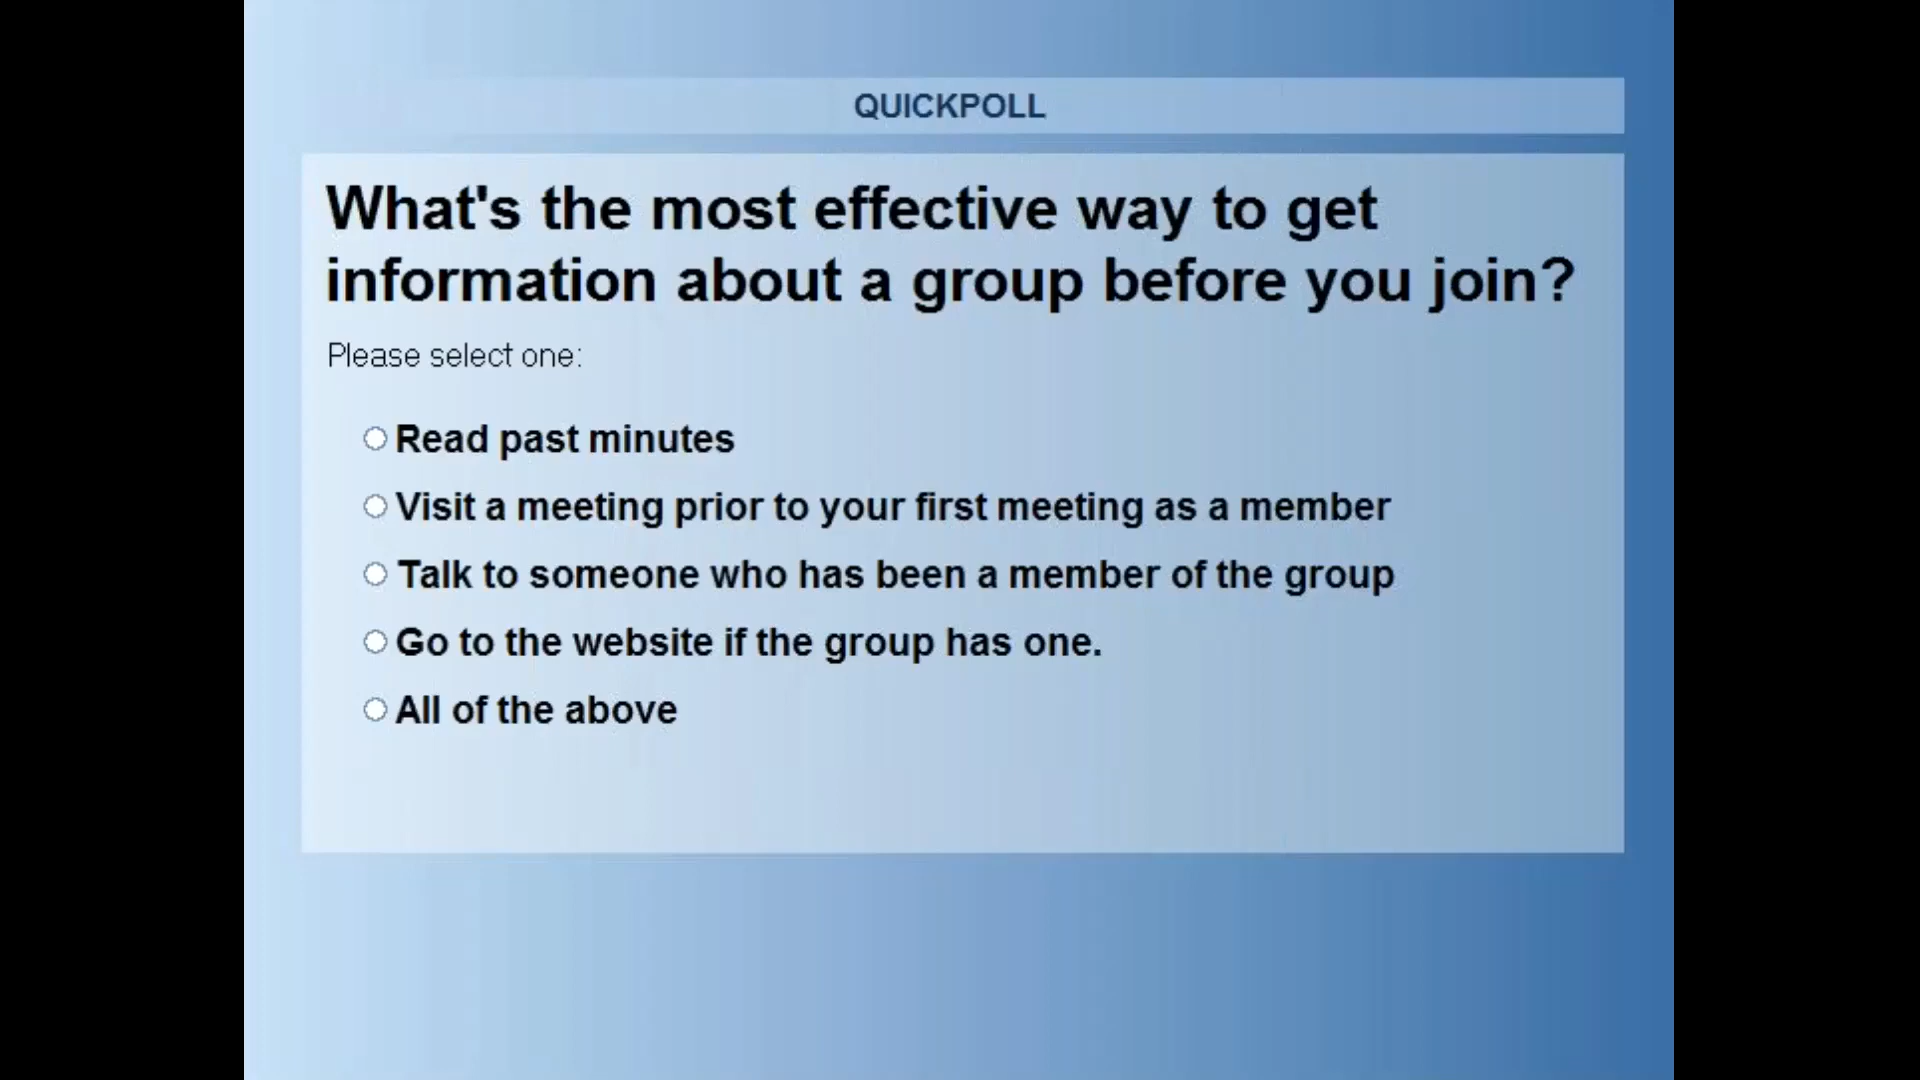 QUICKPOLL
What's the most effective way to get
information about a group before you join?
Please select one:
Read past minutes
Visit a meeting prior to your first meeting as a member
Talk to someone who has been a member of the group
Go to the website if the group has one.
All of the above